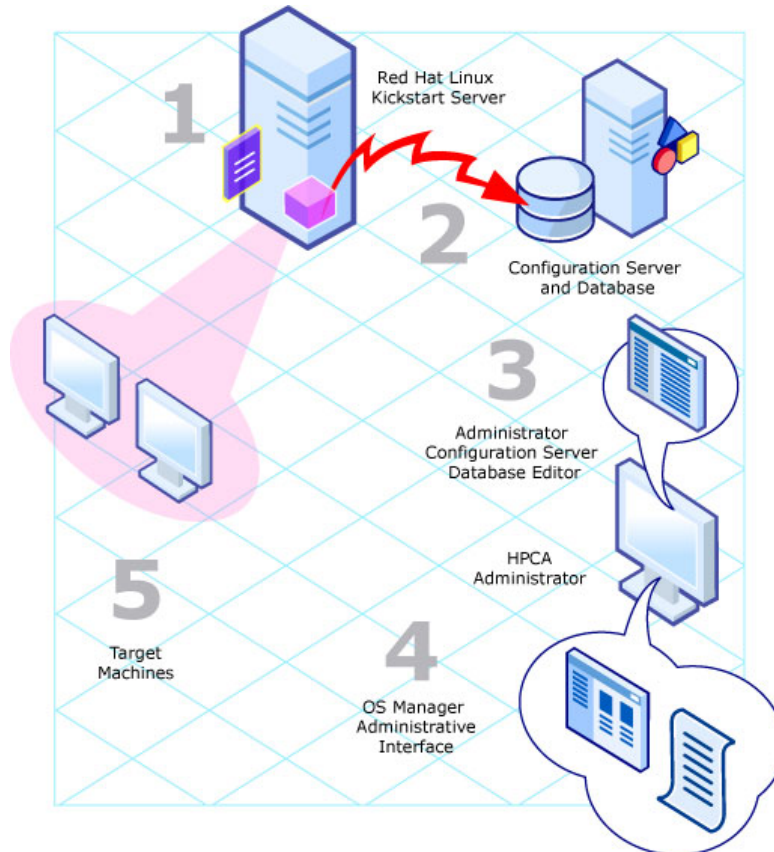 1
Red Hat Linux
Kickstart Server
2
Configuration Server
and Database
3
Administrator
Configuration Server
Database Editor
HPCA
Administrator
4
OS Manager
Administrative
Interface
5
Target
Machines